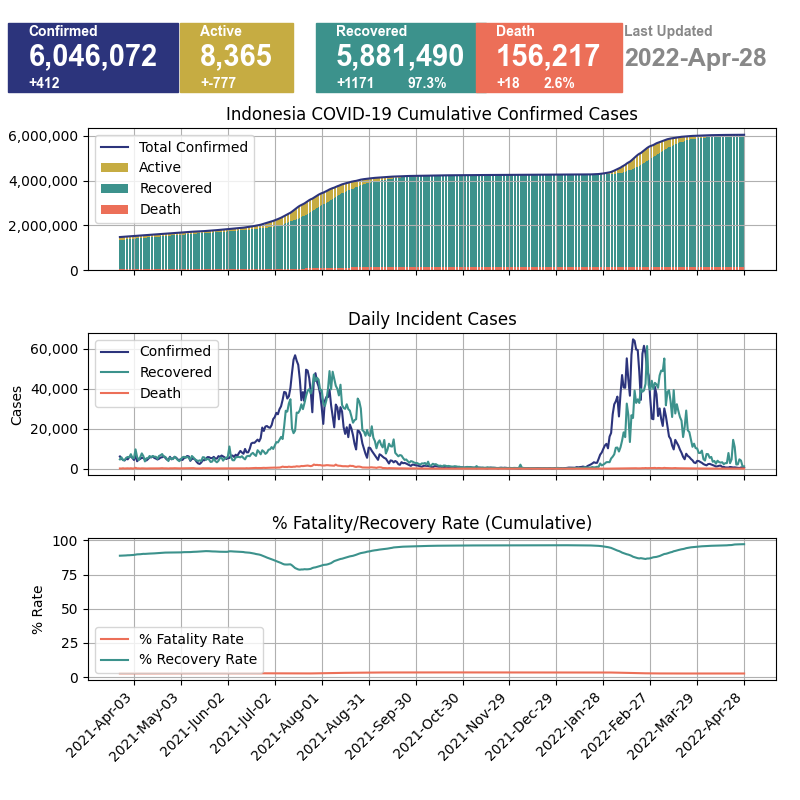 Confirmed
6,046,072
+412
Active
8,365
+-777
Recovered
5,881,490
+1171 97.3%
Death
156,217
+18 2.6%
Last Updated
2022-Apr-28
Indonesia COVID-19 Cumulative Confirmed Cases
6,000,000
4,000,000
2,000,000
0
Total Confirmed
Active
Recovered
Death
Daily Incident Cases
Cases
60,000
40,000
20,000
0
Confirmed
Recovered
Death
% Fatality/Recovery Rate (Cumulative)
% Rate
100
75
50
25
0
% Fatality Rate
% Recovery Rate
2021-Apr-03
2021-May-03
2021-Jun-02
2021-Jul-02
2021-Aug-01
2021-Aug-31
2021-Sep-30
2021-Oct-30
2021-Nov-29
2021-Dec-29
2022-Jan-28
2022-Feb-27
2022-Mar-29
2022-Apr-28